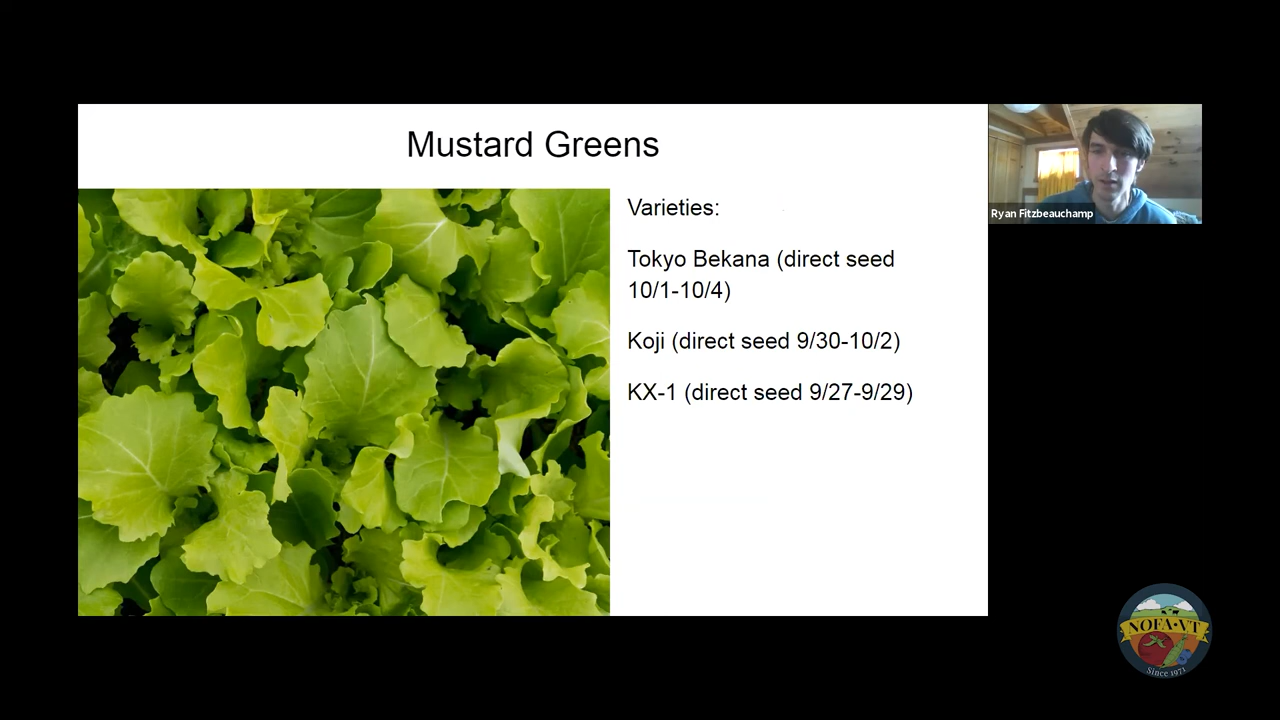 Mustard Greens
Varieties:
Tokyo Bekana (direct seed
10/1-10/4)
Koji (direct seed 9/30-10/2)
KX-1 (direct seed 9/27-9/29)
Ryan Fitzbeauchamp
NOFA•VT
Since 1971